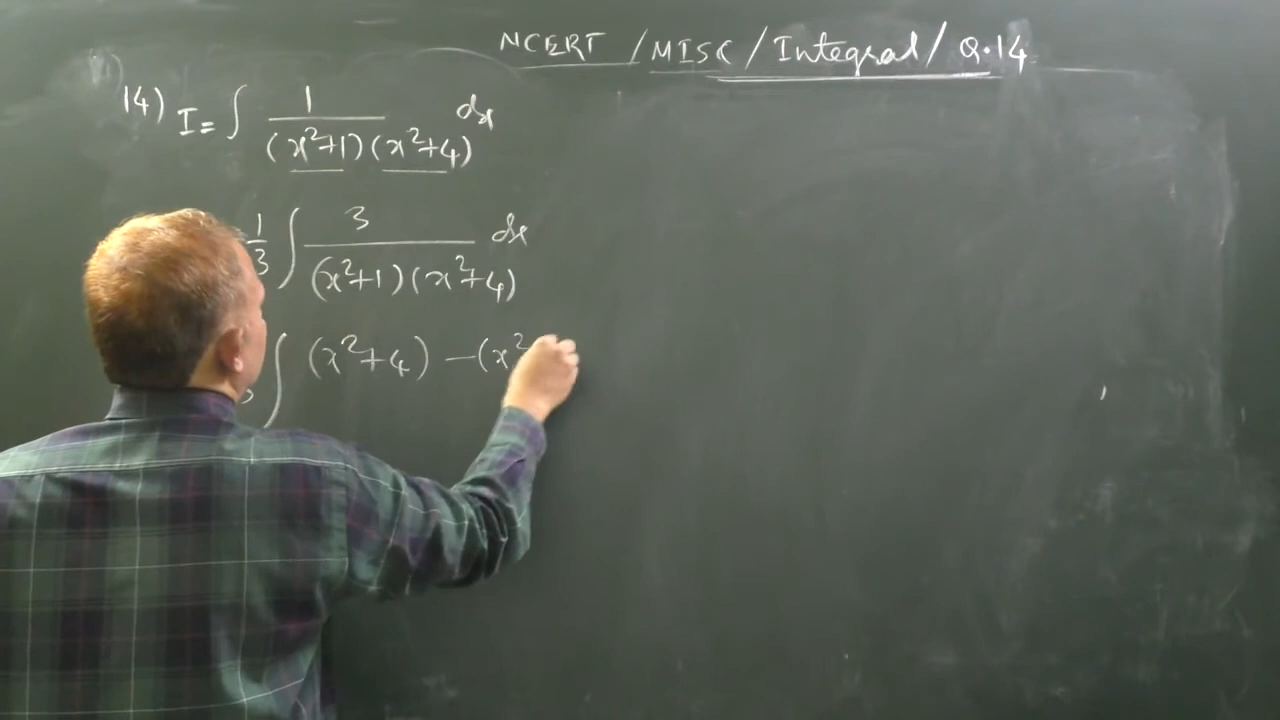 NCERT / MISC / Integral / Q.14
14) I = ∫ 1 / (x²+1)(x²+4) dx
1/3 ∫ 3 / (x²+1)(x²+4) dx
∫ (x²+4) – (x²